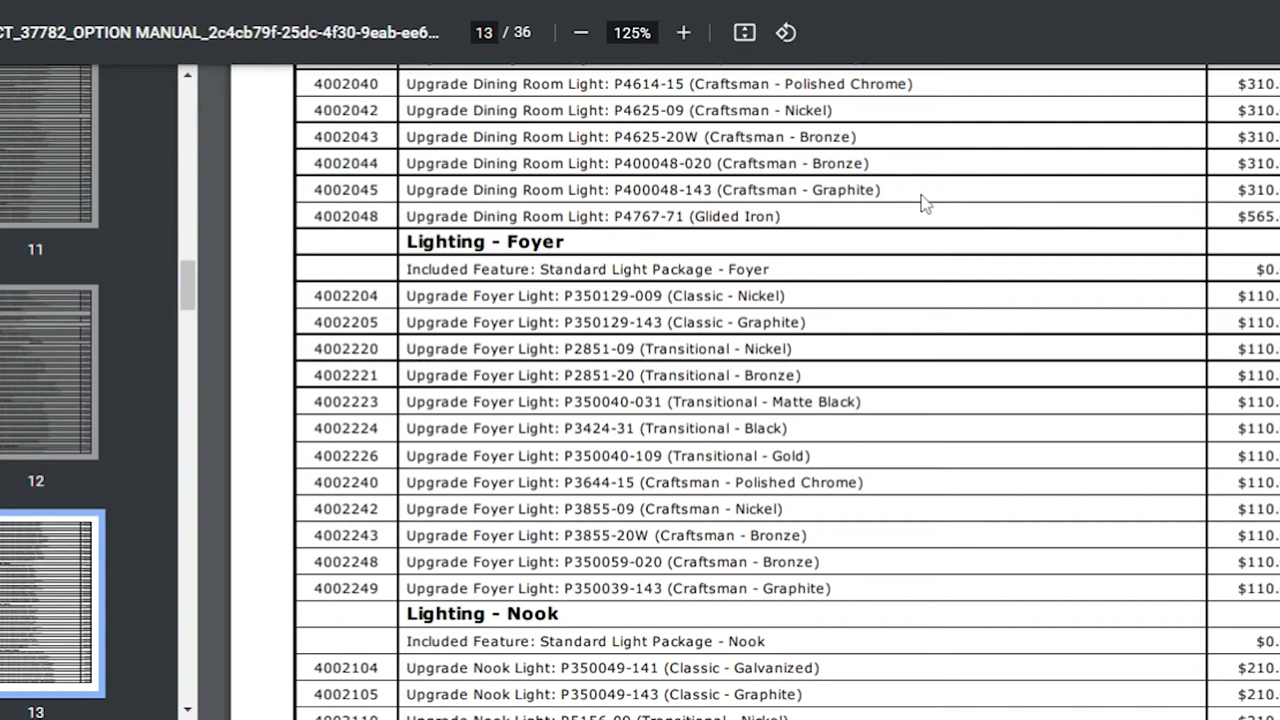 CT_37782_OPTION MANUAL_2c4cb79f-25dc-4f30-9eab-ee6... 13 / 36 125%
4002040 Upgrade Dining Room Light: P4614-15 (Craftsman - Polished Chrome) $310.
4002042 Upgrade Dining Room Light: P4625-09 (Craftsman - Nickel) $310.
4002043 Upgrade Dining Room Light: P4625-20W (Craftsman - Bronze) $310.
4002044 Upgrade Dining Room Light: P400048-020 (Craftsman - Bronze) $310.
4002045 Upgrade Dining Room Light: P400048-143 (Craftsman - Graphite) $310.
4002048 Upgrade Dining Room Light: P4767-71 (Glided Iron) $565.
11
Lighting - Foyer
Included Feature: Standard Light Package - Foyer $0.
4002204 Upgrade Foyer Light: P350129-009 (Classic - Nickel) $110.
4002205 Upgrade Foyer Light: P350129-143 (Classic - Graphite) $110.
4002220 Upgrade Foyer Light: P2851-09 (Transitional - Nickel) $110.
4002221 Upgrade Foyer Light: P2851-20 (Transitional - Bronze) $110.
4002223 Upgrade Foyer Light: P350040-031 (Transitional - Matte Black) $110.
4002224 Upgrade Foyer Light: P3424-31 (Transitional - Black) $110.
4002226 Upgrade Foyer Light: P350040-109 (Transitional - Gold) $110.
12
4002240 Upgrade Foyer Light: P3644-15 (Craftsman - Polished Chrome) $110.
4002242 Upgrade Foyer Light: P3855-09 (Craftsman - Nickel) $110.
4002243 Upgrade Foyer Light: P3855-20W (Craftsman - Bronze) $110.
4002248 Upgrade Foyer Light: P350059-020 (Craftsman - Bronze) $110.
4002249 Upgrade Foyer Light: P350039-143 (Craftsman - Graphite) $110.
Lighting - Nook
Included Feature: Standard Light Package - Nook $0.
4002104 Upgrade Nook Light: P350049-141 (Classic - Galvanized) $210.
4002105 Upgrade Nook Light: P350049-143 (Classic - Graphite) $210.
4002110 Upgrade Nook Light: P5156-09 (Transitional - Nickel) $210.
13